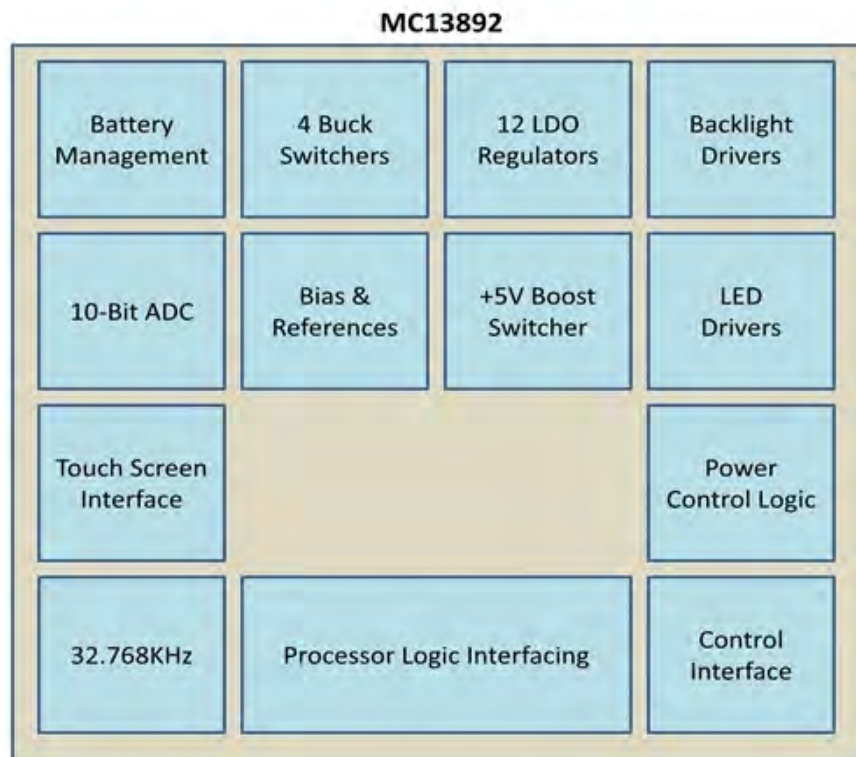 MC13892
Battery
Management
4 Buck
Switchers
12 LDO
Regulators
Backlight
Drivers
10-Bit ADC
Bias &
References
+5V Boost
Switcher
LED
Drivers
Touch Screen
Interface
Power
Control Logic
32.768KHz
Processor Logic Interfacing
Control
Interface